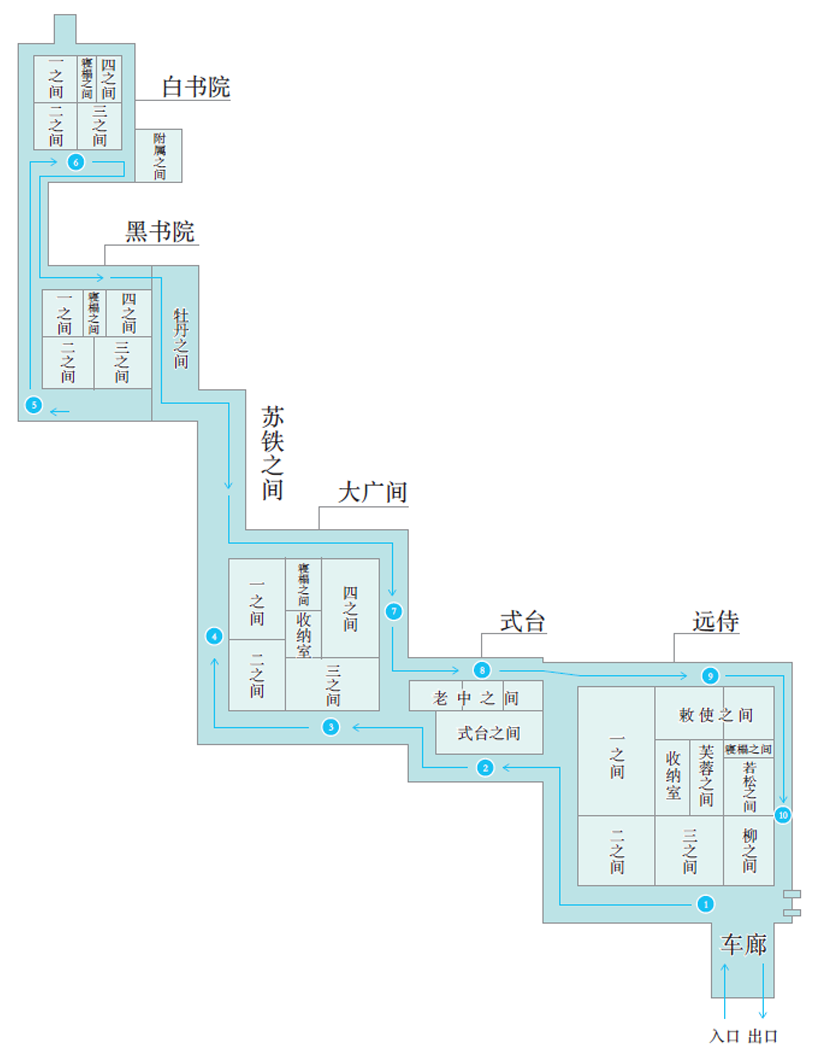 一之间
寝榻之间
四之间
二之间
三之间
白书院
附属之间
6
黑书院
一之间
寝榻之间
四之间
二之间
三之间
牡丹之间
5
苏铁之间
大广间
一之间
寝榻之间
收纳室
四之间
二之间
三之间
4
7
3
式台
8
老中之间
式台之间
2
远侍
9
一之间
敕使之间
收纳室
芙蓉之间
寝榻之间
若松之间
10
二之间
三之间
柳之间
1
车廊
入口 出口